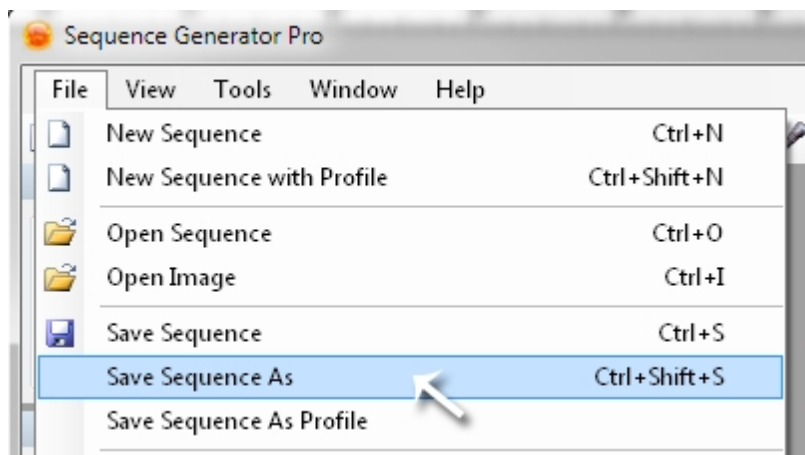 Sequence Generator Pro
File View Tools Window Help
New Sequence Ctrl+N
New Sequence with Profile Ctrl+Shift+N
Open Sequence Ctrl+O
Open Image Ctrl+I
Save Sequence Ctrl+S
Save Sequence As Ctrl+Shift+S
Save Sequence As Profile